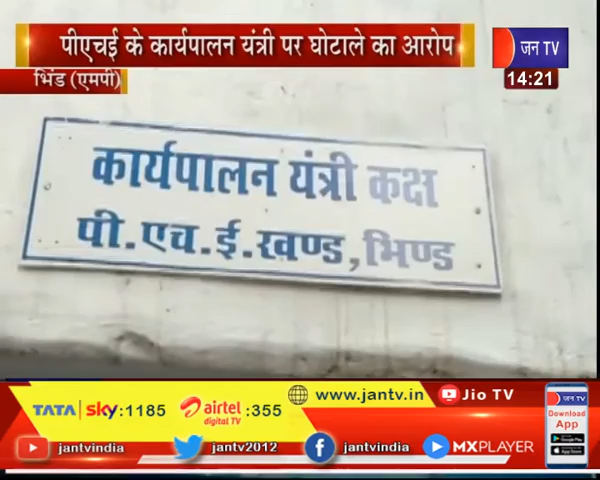 पीएचई के कार्यपालन यंत्री पर घोटाले का आरोप
जन TV
भिंड (एमपी)
14:21
कार्यपालन यंत्री कक्ष
पी.एच.ई.खण्ड,भिण्ड
TATA sky:1185 airtel digital TV :355
www.jantv.in Jio TV
जन TV
Download App
jantvindia jantv2012 jantvindia MXPLAYER